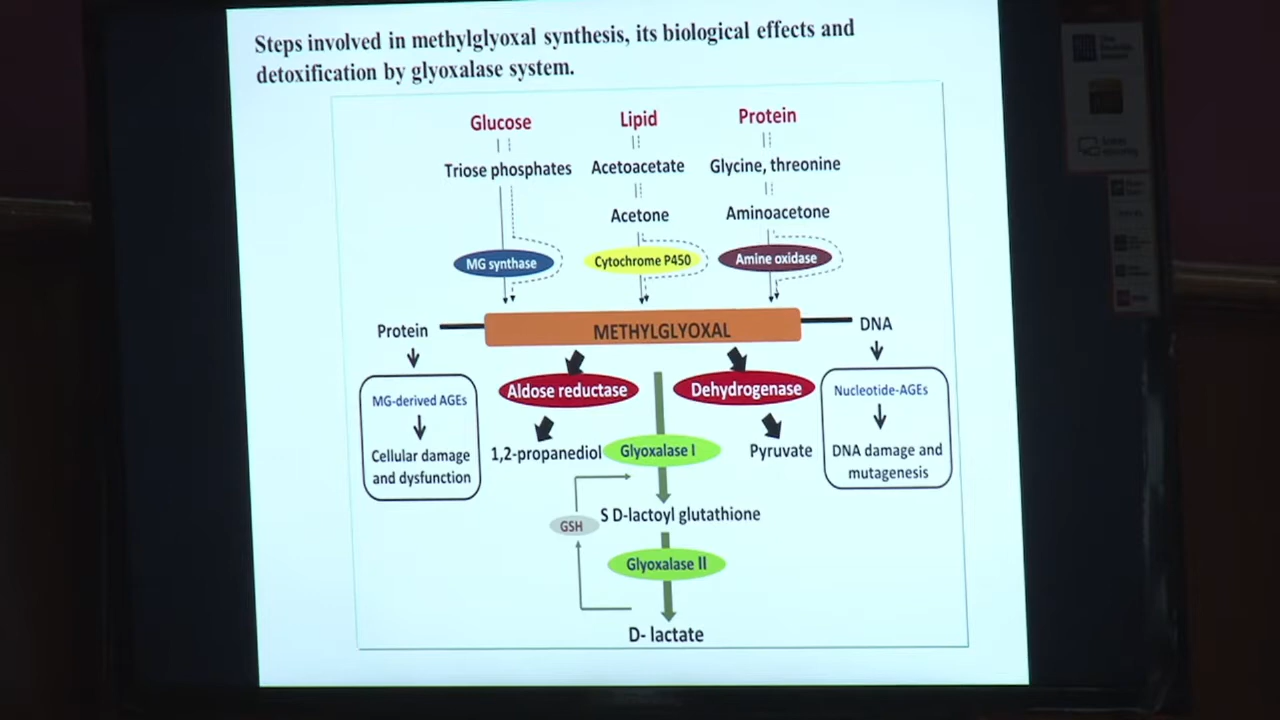 Steps involved in methylglyoxal synthesis, its biological effects and
detoxification by glyoxalase system.
Glucose Lipid Protein
Triose phosphates Acetoacetate Glycine, threonine
Acetone Aminoacetone
MG synthase Cytochrome P450 Amine oxidase
Protein METHYLGLYOXAL DNA
Aldose reductase Dehydrogenase
MG-derived AGEs Nucleotide-AGEs
1,2-propanediol Glyoxalase I Pyruvate
Cellular damage
and dysfunction
DNA damage and
mutagenesis
GSH S D-lactoyl glutathione
Glyoxalase II
D- lactate